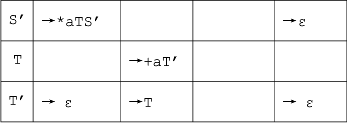 S′ →*aTS′ →ε
T →+aT′
T′ → ε →T → ε